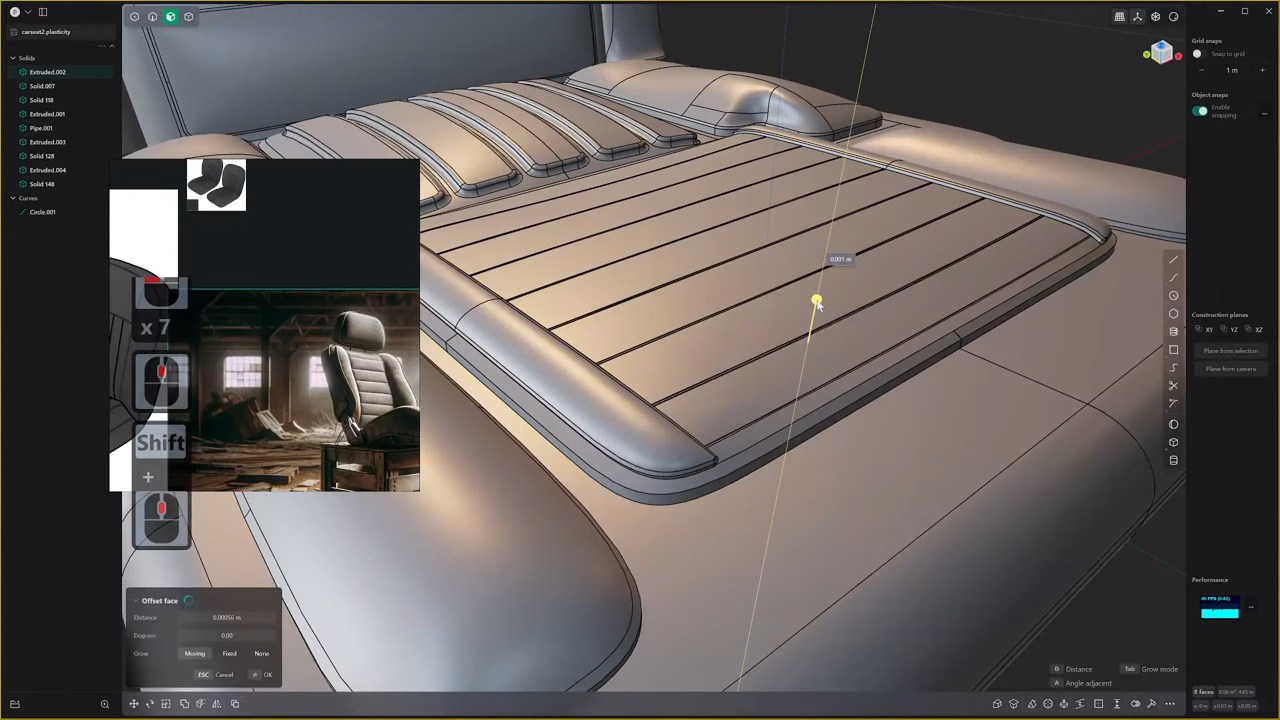 carseat2.plasticity
Solids
Extruded.002
Solid.007
Solid 118
Extruded.001
Pipe.001
Extruded.003
Solid 128
Extruded.004
Solid 148
Curves
Circle.001
x 7
Shift
+
0.001 m
Offset face
Distance
0.00056 m
Degrees
0.00
Grow
Moving
Fixed
None
ESC
Cancel
OK
Grid snaps
Snap to grid
1 m
Object snaps
Enable
snapping
Construction planes
XY
YZ
XZ
Plane from selection
Plane from camera
Performance
60 FPS
D
Distance
Tab
Grow mode
A
Angle adjacent
8 faces